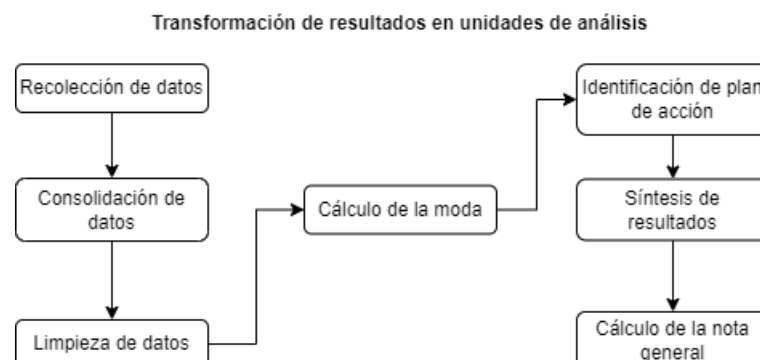 Transformación de resultados en unidades de análisis
Recolección de datos
Consolidación de
datos
Limpieza de datos
Cálculo de la moda
Identificación de plan
de acción
Síntesis de
resultados
Cálculo de la nota
general